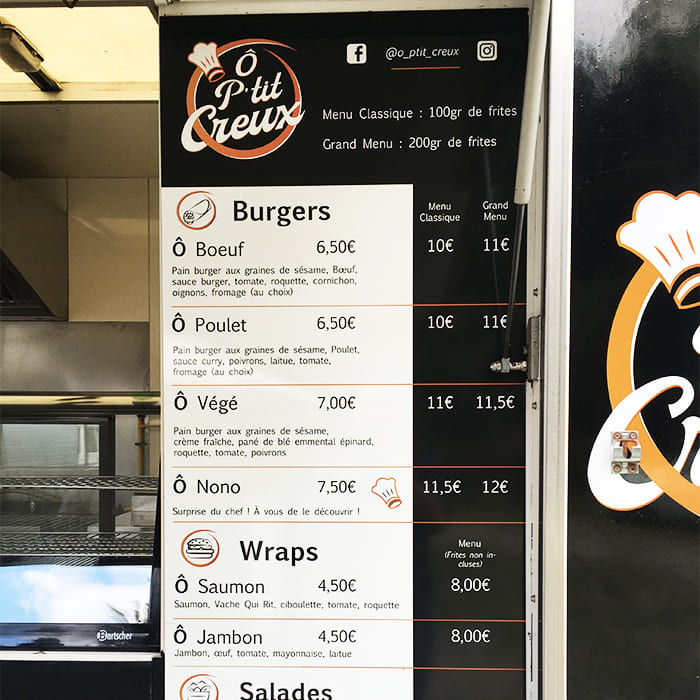 Ô
P'tit
Creux
@o_ptit_creux
Menu Classique : 100gr de frites
Grand Menu : 200gr de frites
Burgers
Menu Classique
Grand Menu
Ô Boeuf 6,50€ 10€ 11€
Pain burger aux graines de sésame, Bœuf,
sauce burger, tomate, roquette, cornichon,
oignons, fromage (au choix)
Ô Poulet 6,50€ 10€ 11€
Pain burger aux graines de sésame, Poulet,
sauce curry, poivrons, laitue, tomate,
fromage (au choix)
Ô Végé 7,00€ 11€ 11,5€
Pain burger aux graines de sésame,
crème fraîche, pané de blé emmental épinard,
roquette, tomate, poivrons
Ô Nono 7,50€ 11,5€ 12€
Surprise du chef ! À vous de le découvrir !
Wraps
Menu
(Frites non in-
cluses)
Ô Saumon 4,50€ 8,00€
Saumon, Vache Qui Rit, ciboulette, tomate, roquette
Ô Jambon 4,50€ 8,00€
Jambon, œuf, tomate, mayonnaise, laitue
Salades
Bartscher